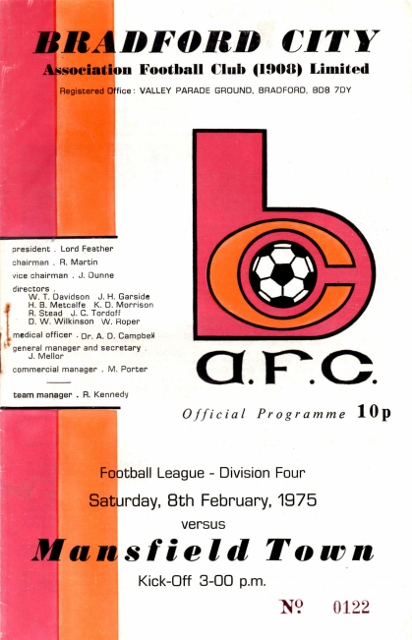 BRADFORD CITY
Association Football Club (1908) Limited
Registered Office: VALLEY PARADE GROUND, BRADFORD, BD8 7DY
president . Lord Feather
chairman . R. Martin
vice chairman . J. Dunne
directors .
W. T. Davidson J. H. Garside
H. B. Metcalfe K. D. Morrison
R. Stead J. C. Tordoff
D. W. Wilkinson W. Roper
medical officer . Dr. A. D. Campbell
general manager and secretary .
J. Mellor
commercial manager . M. Porter
team manager . R. Kennedy
bc
a.f.c.
Official Programme 10p
Football League - Division Four
Saturday, 8th February, 1975
versus
Mansfield Town
Kick-Off 3-00 p.m.
Nº 0122